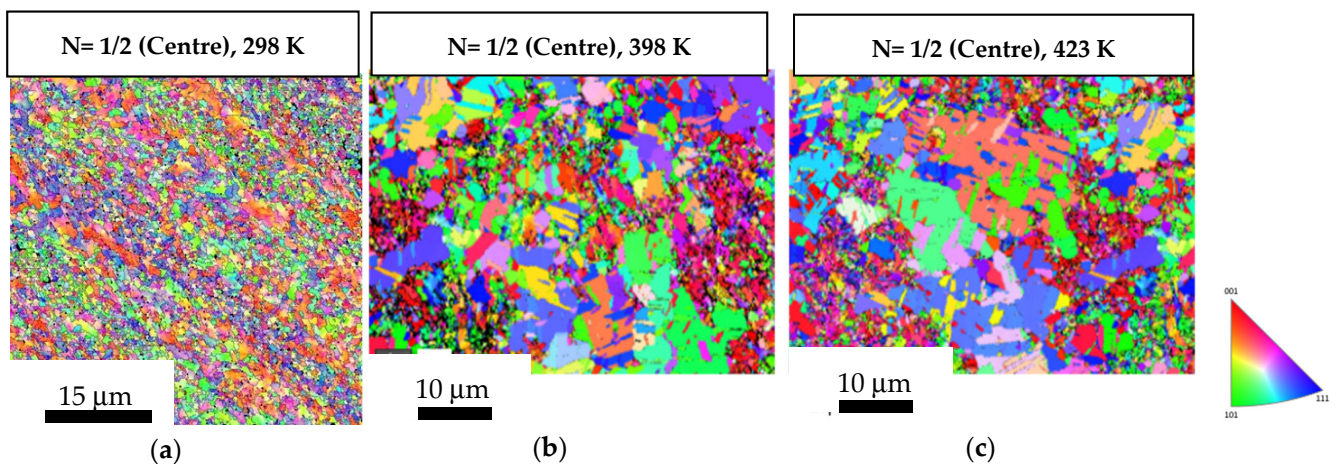 N= 1/2 (Centre), 298 K
N= 1/2 (Centre), 398 K
N= 1/2 (Centre), 423 K
15 µm
10 µm
10 µm
001
101
111
(a)
(b)
(c)